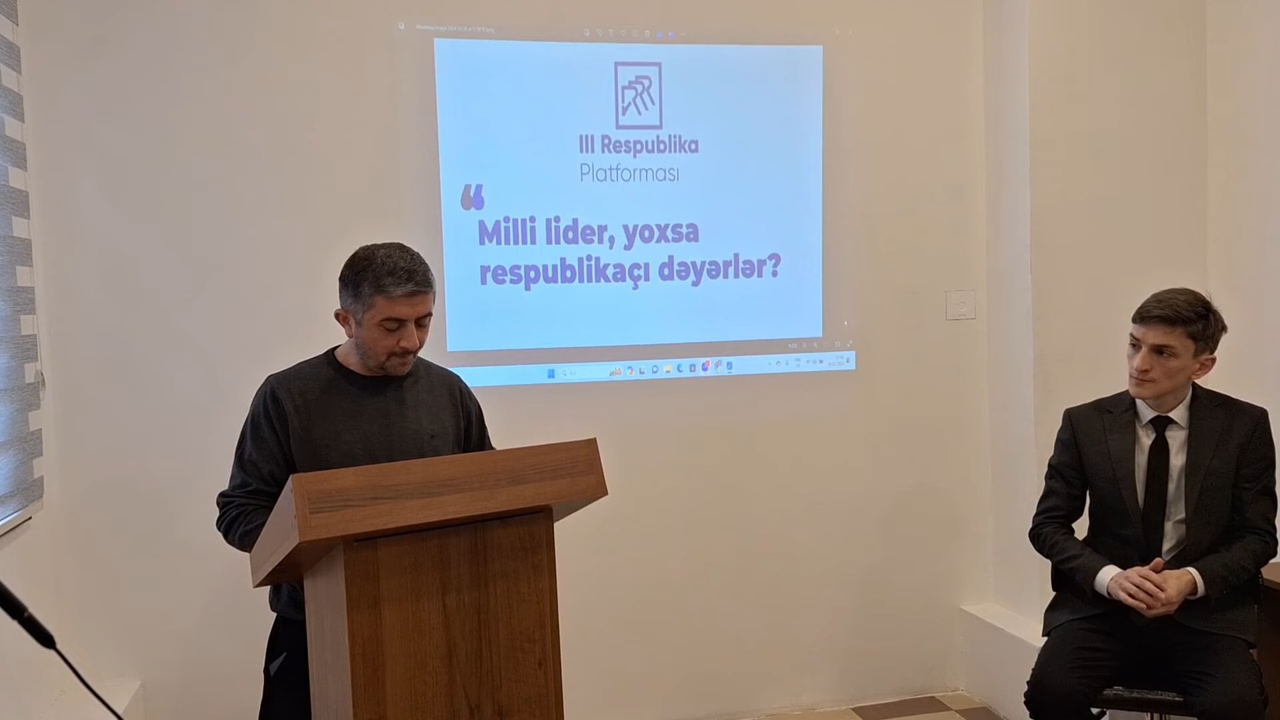 III Respublika
Platforması
“
Milli lider, yoxsa
respublikaçı dəyərlər?